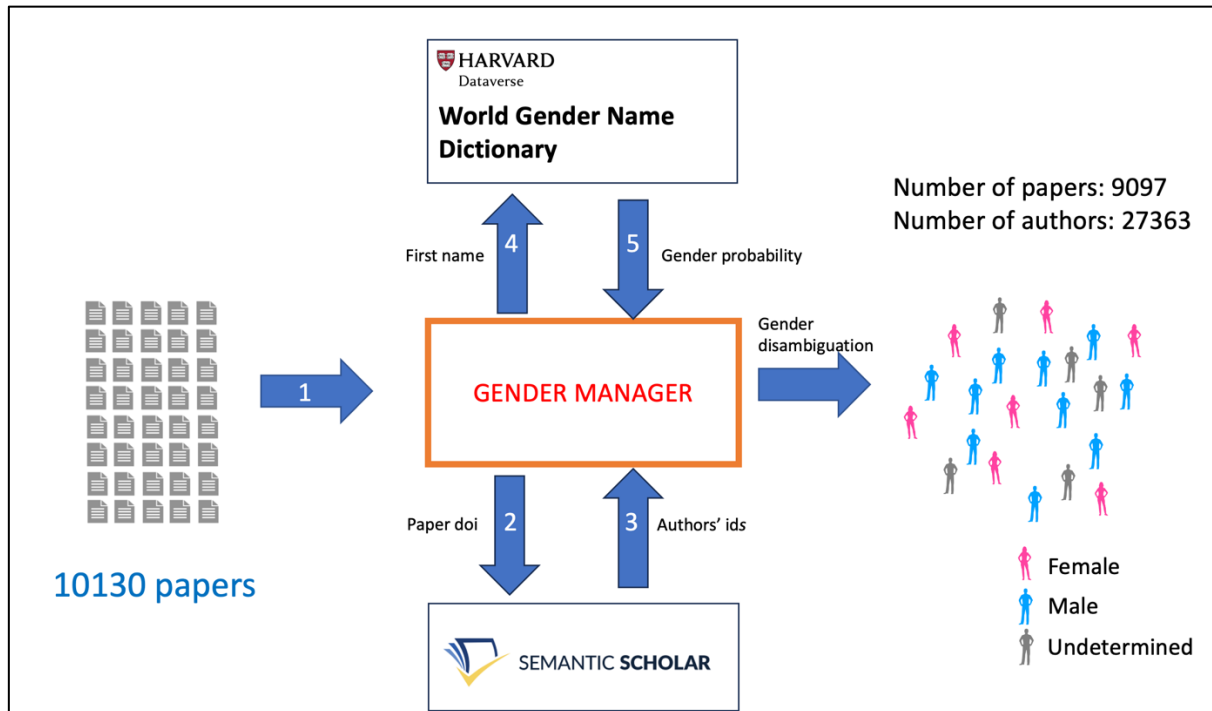 HARVARD
Dataverse
World Gender Name
Dictionary
Number of papers: 9097
Number of authors: 27363
First name
4
5
Gender probability
1
GENDER MANAGER
Gender
disambiguation
Paper doi
2
3
Authors' ids
10130 papers
SEMANTIC SCHOLAR
Female
Male
Undetermined